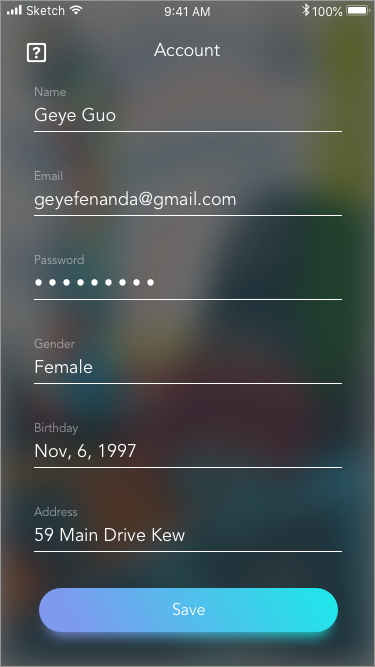 Sketch 9:41 AM 100%
?
Account
Name
Geye Guo
Email
geyefenanda@gmail.com
Password
•••••••••
Gender
Female
Birthday
Nov, 6, 1997
Address
59 Main Drive Kew
Save